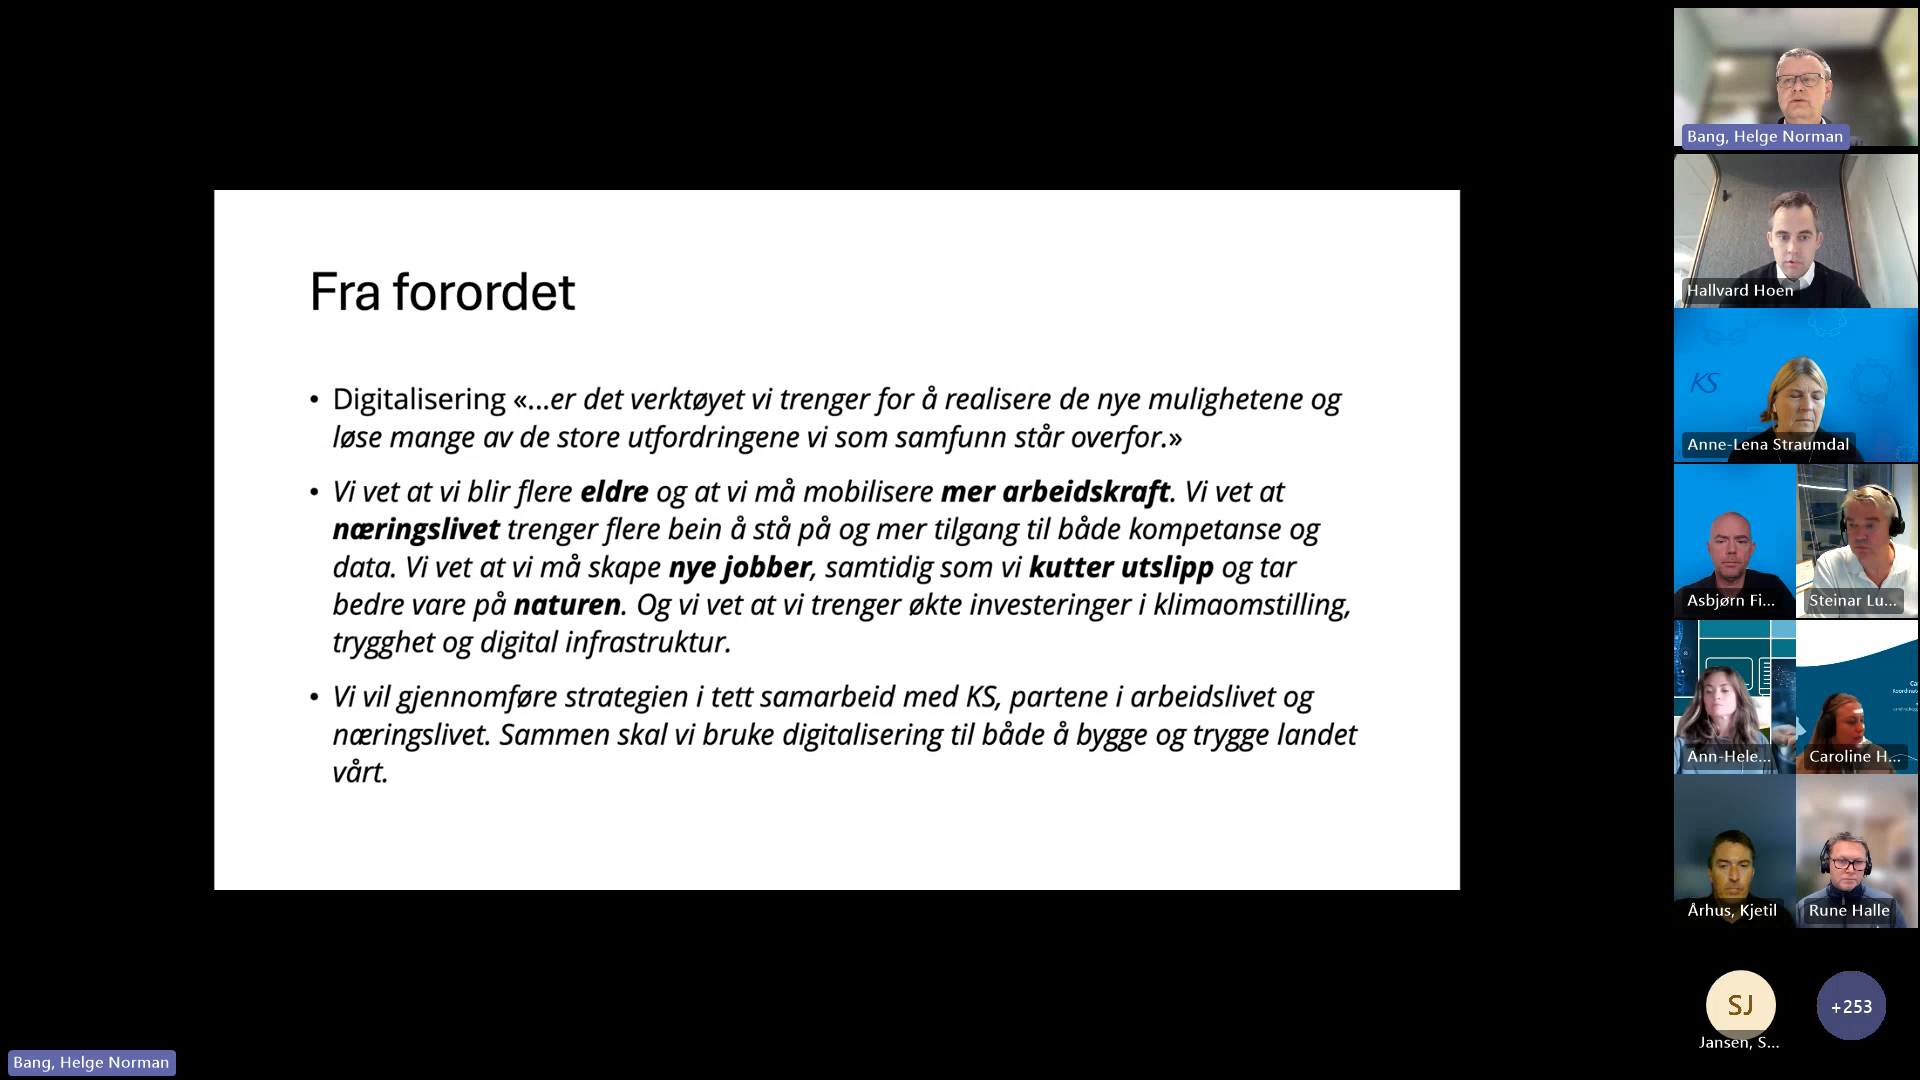 Fra forordet
• Digitalisering «…er det verktøyet vi trenger for å realisere de nye mulighetene og
løse mange av de store utfordringene vi som samfunn står overfor.»
• Vi vet at vi blir flere eldre og at vi må mobilisere mer arbeidskraft. Vi vet at
næringslivet trenger flere bein å stå på og mer tilgang til både kompetanse og
data. Vi vet at vi må skape nye jobber, samtidig som vi kutter utslipp og tar
bedre vare på naturen. Og vi vet at vi trenger økte investeringer i klimaomstilling,
trygghet og digital infrastruktur.
• Vi vil gjennomføre strategien i tett samarbeid med KS, partene i arbeidslivet og
næringslivet. Sammen skal vi bruke digitalisering til både å bygge og trygge landet
vårt.
Bang, Helge Norman
Hallvard Hoen
KS
Anne-Lena Straumdal
Asbjørn Fi...
Steinar Lu...
Ann-Hele...
Caroline H...
Århus, Kjetil
Rune Halle
SJ
+253
Jansen, S...
Bang, Helge Norman